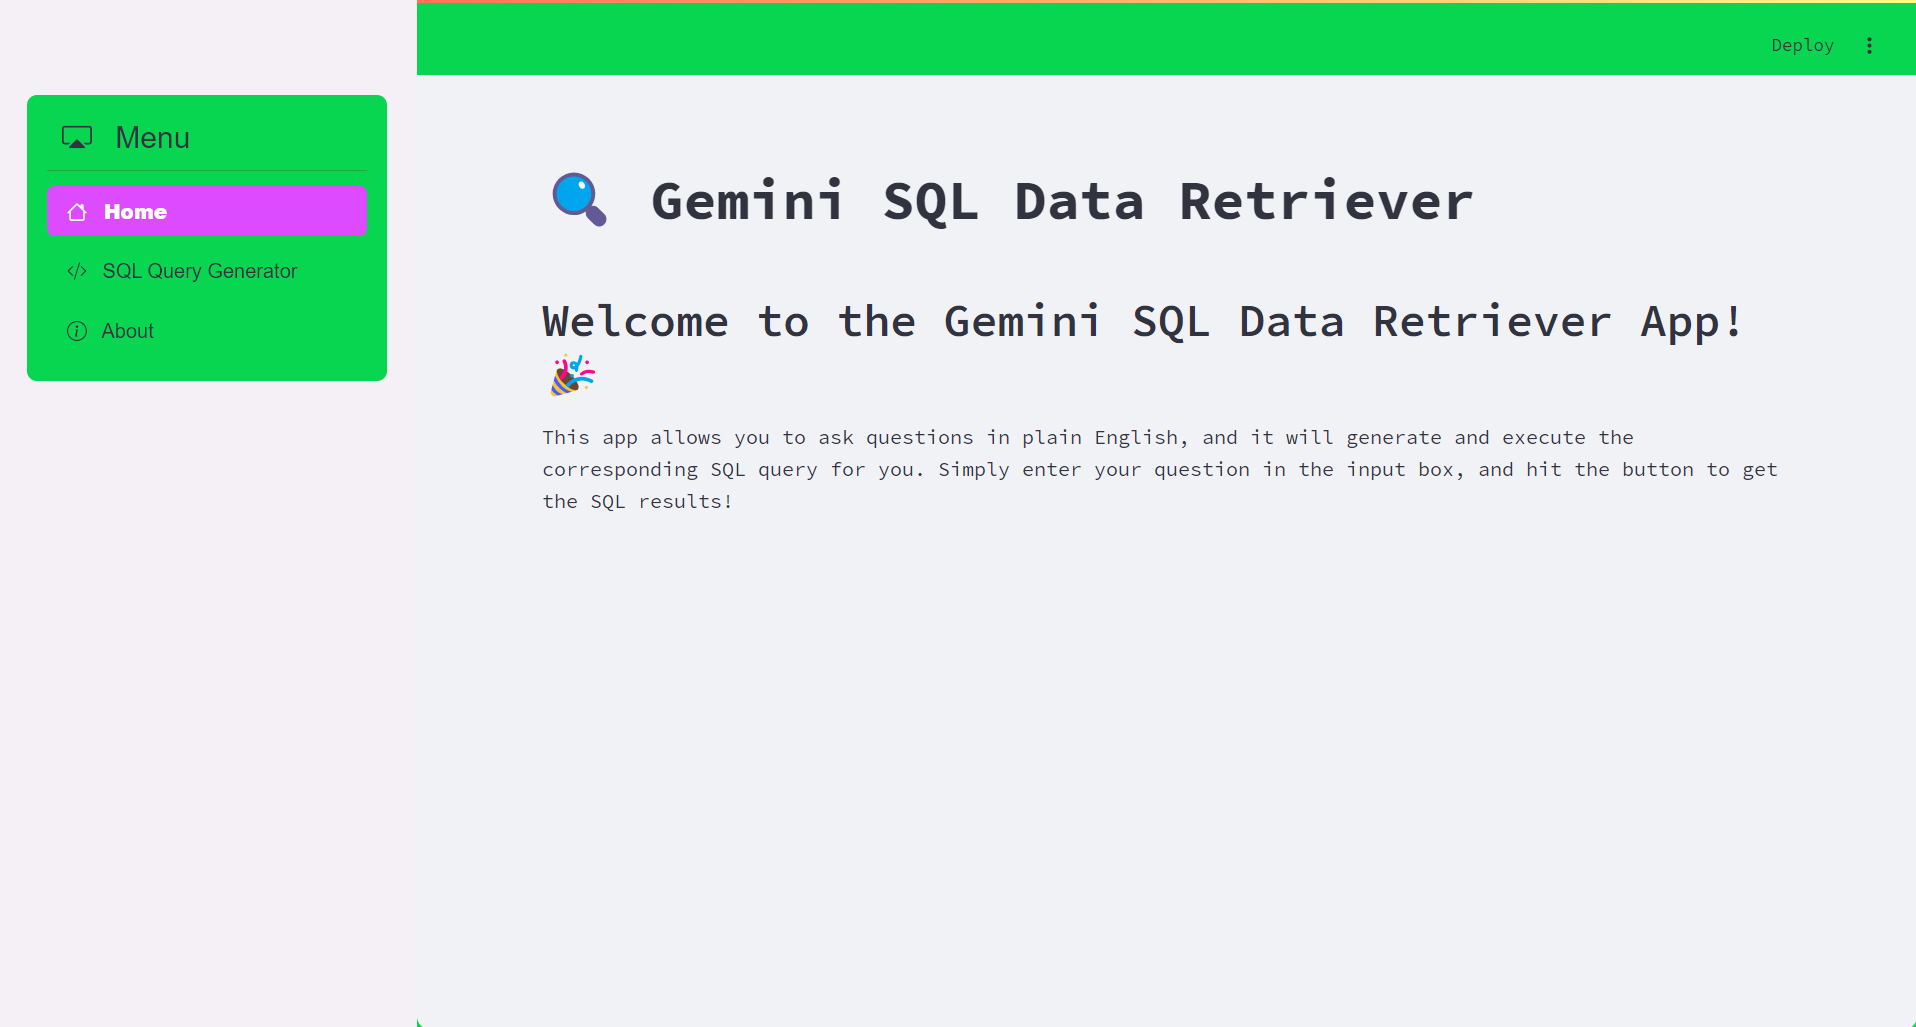 Deploy
Menu
Home
SQL Query Generator
About
Gemini SQL Data Retriever
Welcome to the Gemini SQL Data Retriever App!
This app allows you to ask questions in plain English, and it will generate and execute the
corresponding SQL query for you. Simply enter your question in the input box, and hit the button to get
the SQL results!